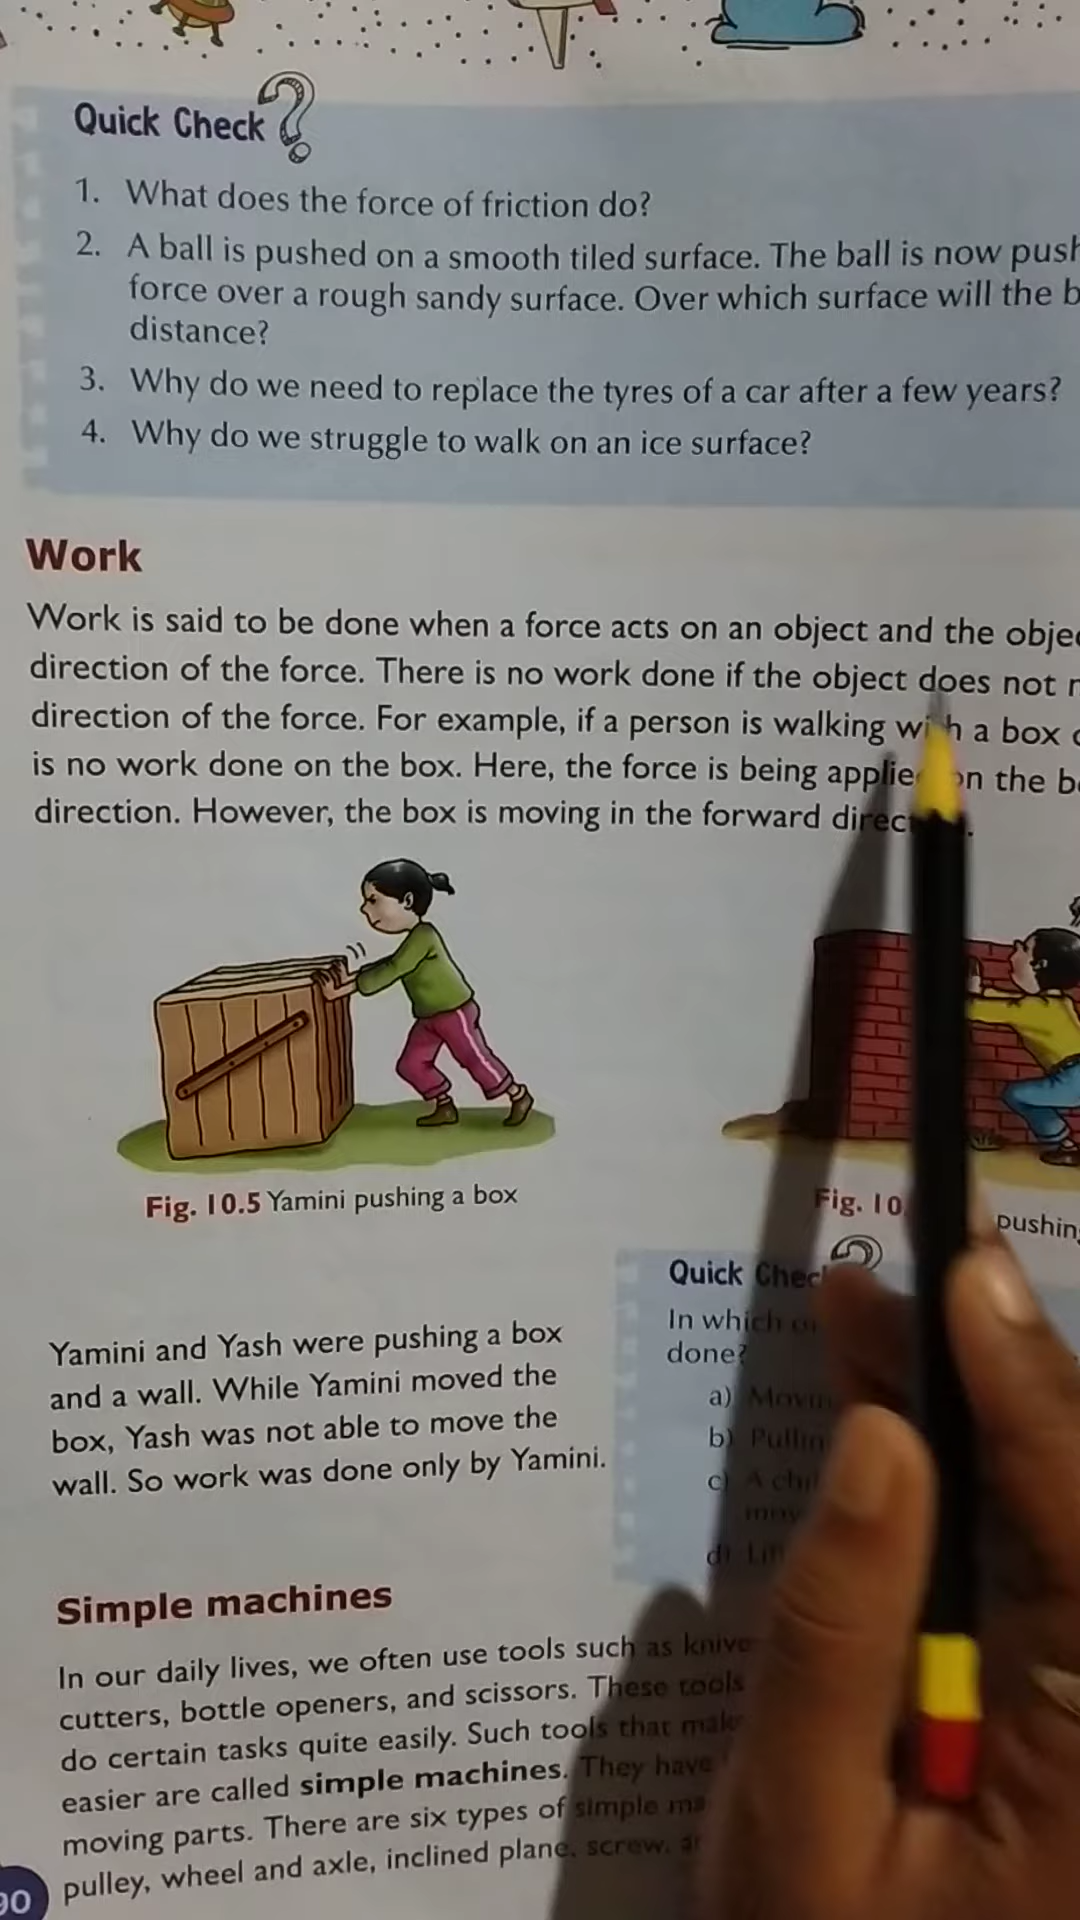 Quick Check
1. What does the force of friction do?
2. A ball is pushed on a smooth tiled surface. The ball is now
force over a rough sandy surface. Over which surface will the
distance?
3. Why do we need to replace the tyres of a car after a few years?
4. Why do we struggle to walk on an ice surface?
Work
Work is said to be done when a force acts on an object and the
direction of the force. There is no work done if the object does not
direction of the force. For example, if a person is walking with a box
is no work done on the box. Here, the force is being applied on the
direction. However, the box is moving in the forward
Fig. 10.5 Yamini pushing a box
Fig. 10.
Yamini and Yash were pushing a box
and a wall. While Yamini moved the
box, Yash was not able to move the
wall. So work was done only by Yamini.
Quick Check
In which
done?
a)
b)
c) A
d)
Simple machines
In our daily lives, we often use tools such as
cutters, bottle openers, and scissors. These tools
do certain tasks quite easily. Such tools that
easier are called simple machines. They have
moving parts. There are six types of simple
pulley, wheel and axle, inclined plane, screw,
90